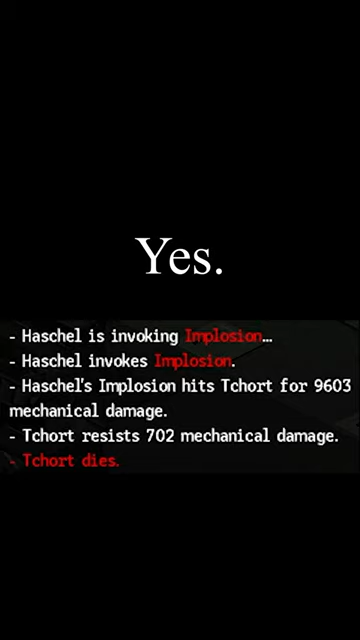 Yes.
- Haschel is invoking Implosion...
- Haschel invokes Implosion.
- Haschel's Implosion hits Tchort for 9603
mechanical damage.
- Tchort resists 702 mechanical damage.
- Tchort dies.